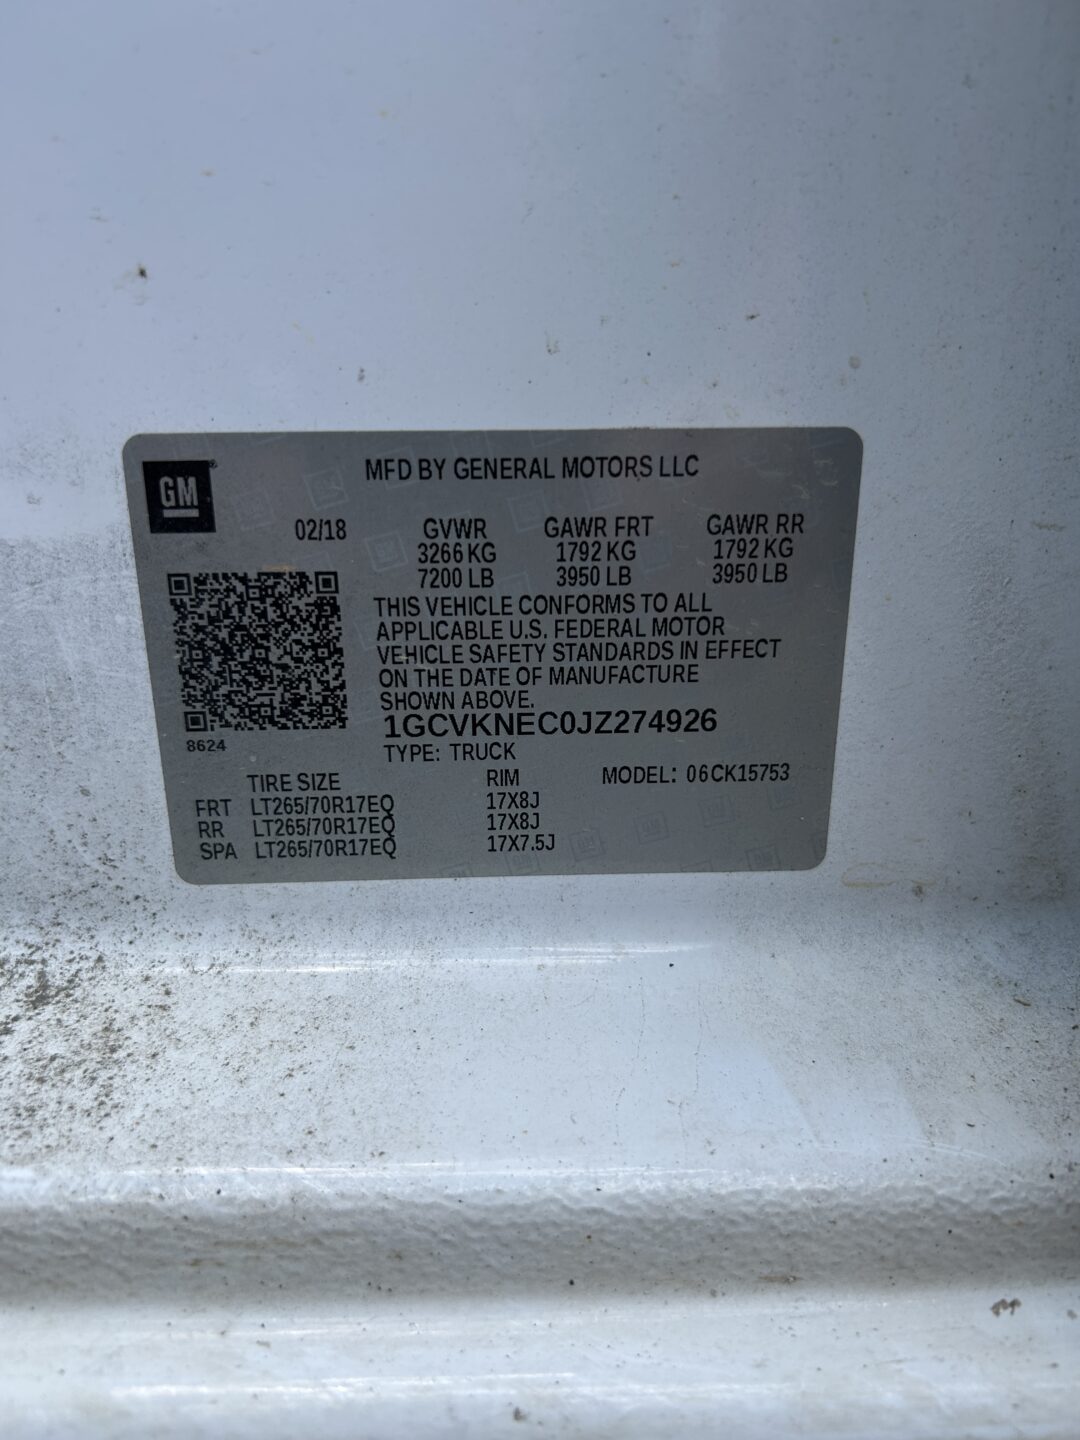 GM
MFD BY GENERAL MOTORS LLC
02/18 GVWR GAWR FRT GAWR RR
3266 KG 1792 KG 1792 KG
7200 LB 3950 LB 3950 LB
THIS VEHICLE CONFORMS TO ALL
APPLICABLE U.S. FEDERAL MOTOR
VEHICLE SAFETY STANDARDS IN EFFECT
ON THE DATE OF MANUFACTURE
SHOWN ABOVE.
1GCVKNEC0JZ274926
8624
TYPE: TRUCK
TIRE SIZE RIM MODEL: 06CK15753
FRT LT265/70R17EQ 17X8J
RR LT265/70R17EQ 17X8J
SPA LT265/70R17EQ 17X7.5J